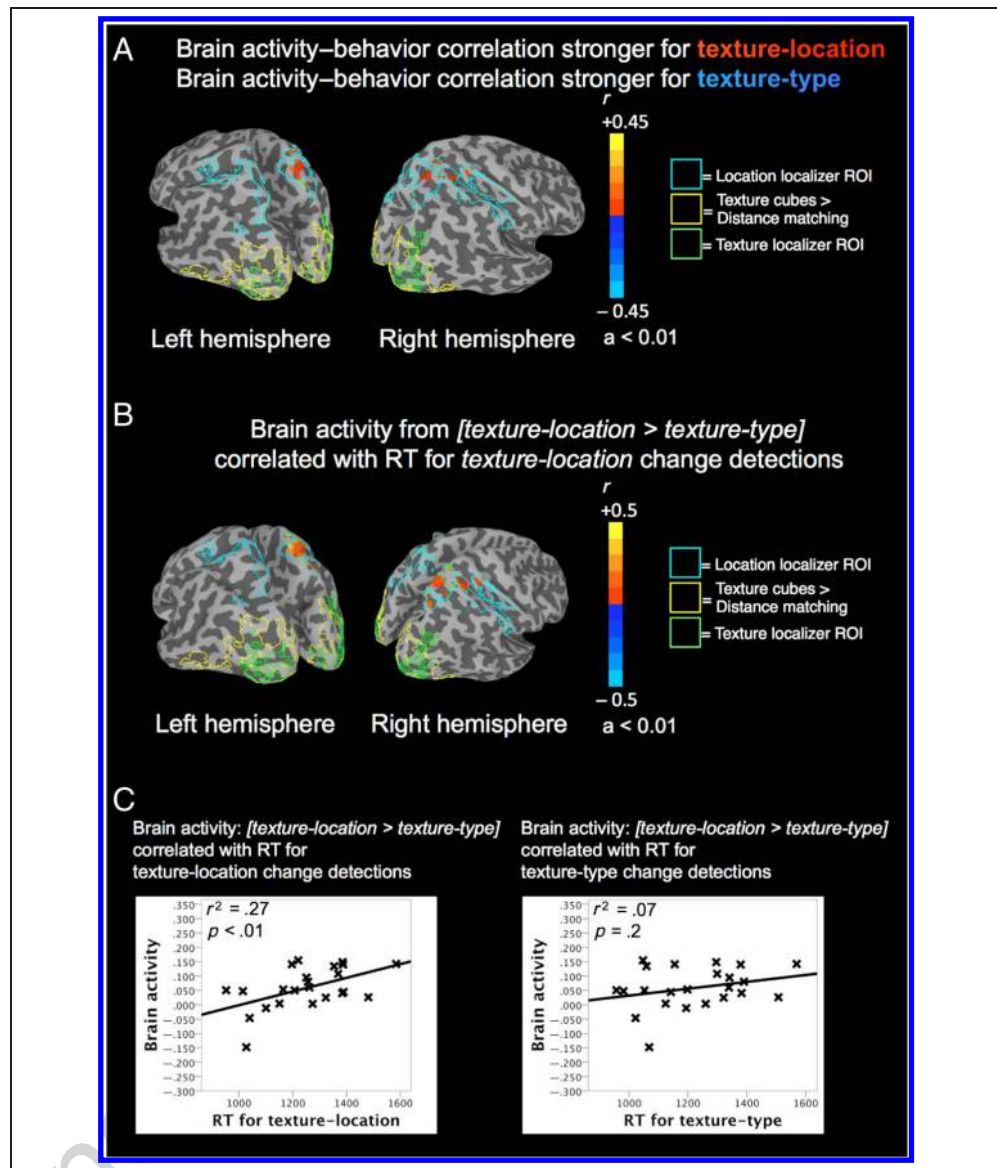 A
Brain activity–behavior correlation stronger for texture-location
Brain activity–behavior correlation stronger for texture-type
r
+0.45
= Location localizer ROI
= Texture cubes >
Distance matching
= Texture localizer ROI
– 0.45
Left hemisphere
Right hemisphere
a < 0.01
B
Brain activity from [texture-location > texture-type]
correlated with RT for texture-location change detections
r
+0.5
= Location localizer ROI
= Texture cubes >
Distance matching
= Texture localizer ROI
– 0.5
Left hemisphere
Right hemisphere
a < 0.01
C
Brain activity: [texture-location > texture-type]
correlated with RT for
texture-location change detections
r² = .27
p < .01
Brain activity
.350
.300
.250
.200
.150
.100
.050
.000
–.050
–.100
–.150
–.200
–.250
–.300
1000
1200
1400
1600
RT for texture-location
Brain activity: [texture-location > texture-type]
correlated with RT for
texture-type change detections
r² = .07
p = .2
Brain activity
.350
.300
.250
.200
.150
.100
.050
.000
–.050
–.100
–.150
–.200
–.250
–.300
1000
1200
1400
1600
RT for texture-type